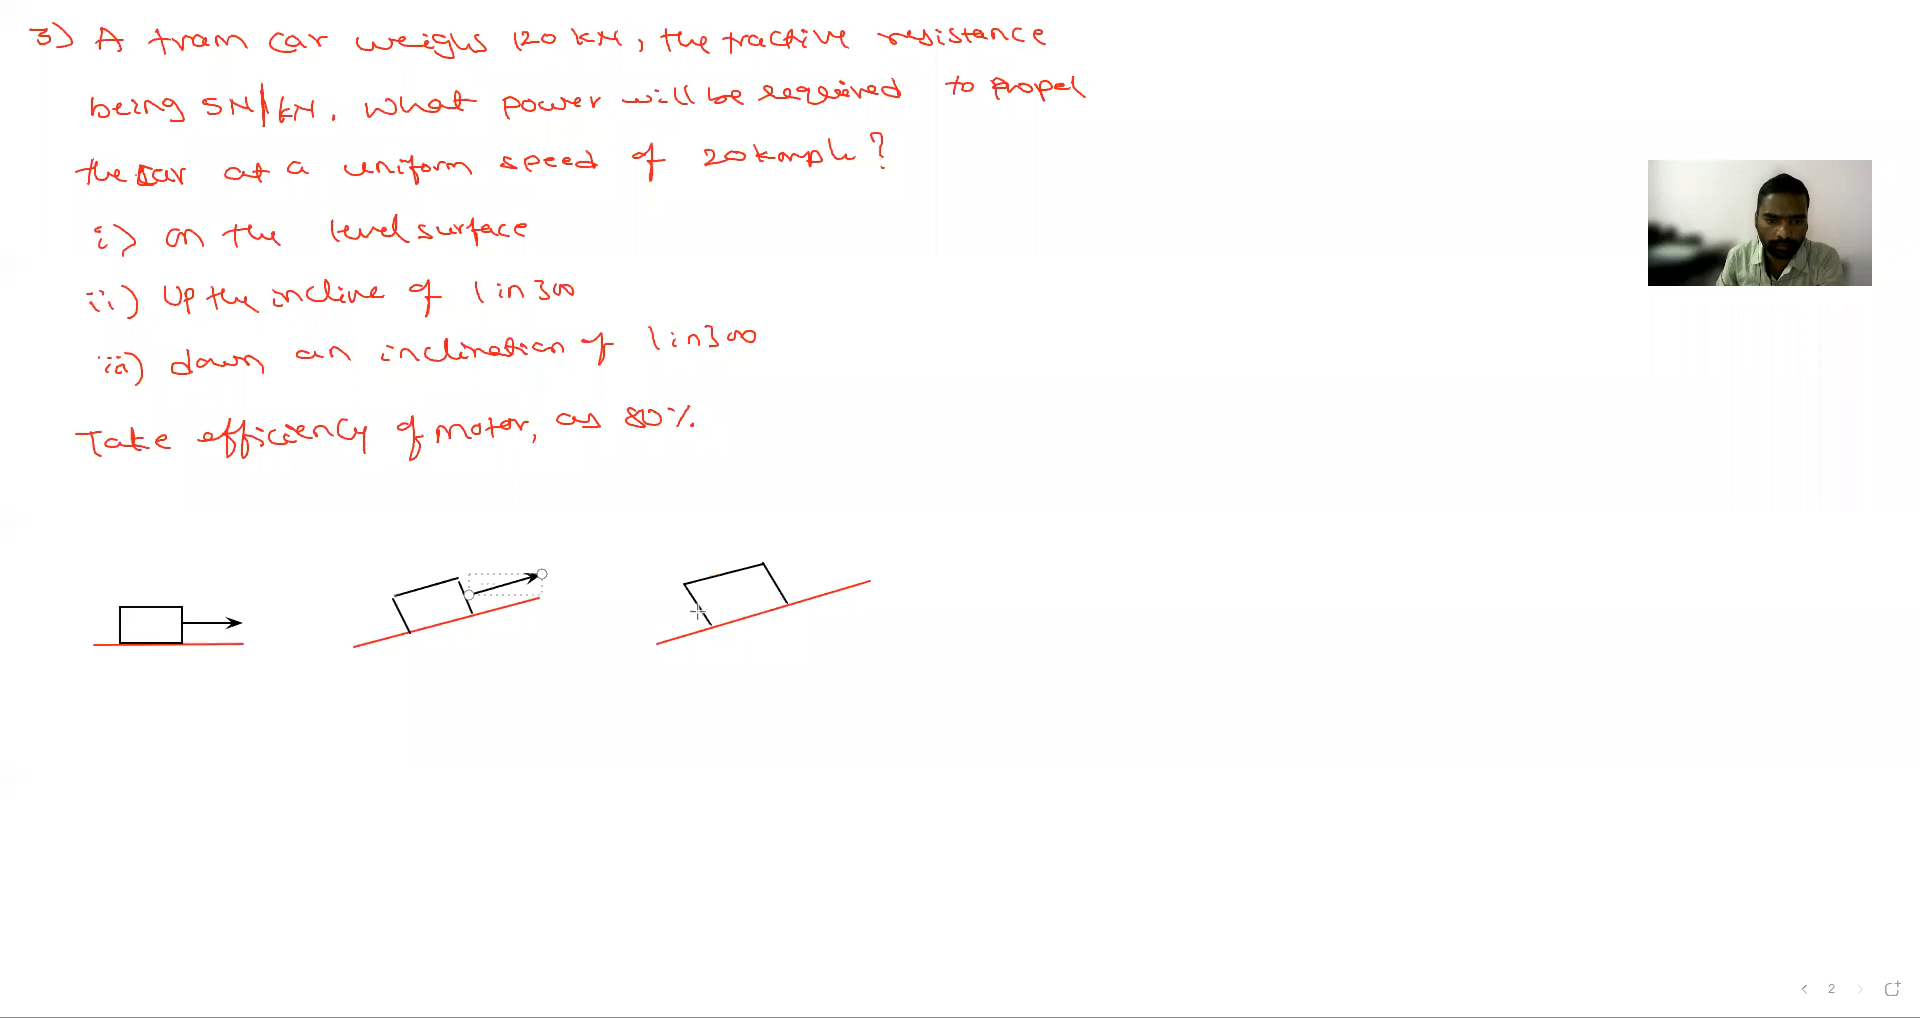 3) A tram car weighs 120 kN, the tractive resistance
being 5N/kN. What power will be required to propel
the car at a uniform speed of 20kmph?
i) on the level surface
ii) Up the incline of 1 in 300
iii) down an inclination of 1 in 300
Take efficiency of motor, as 80%.
2